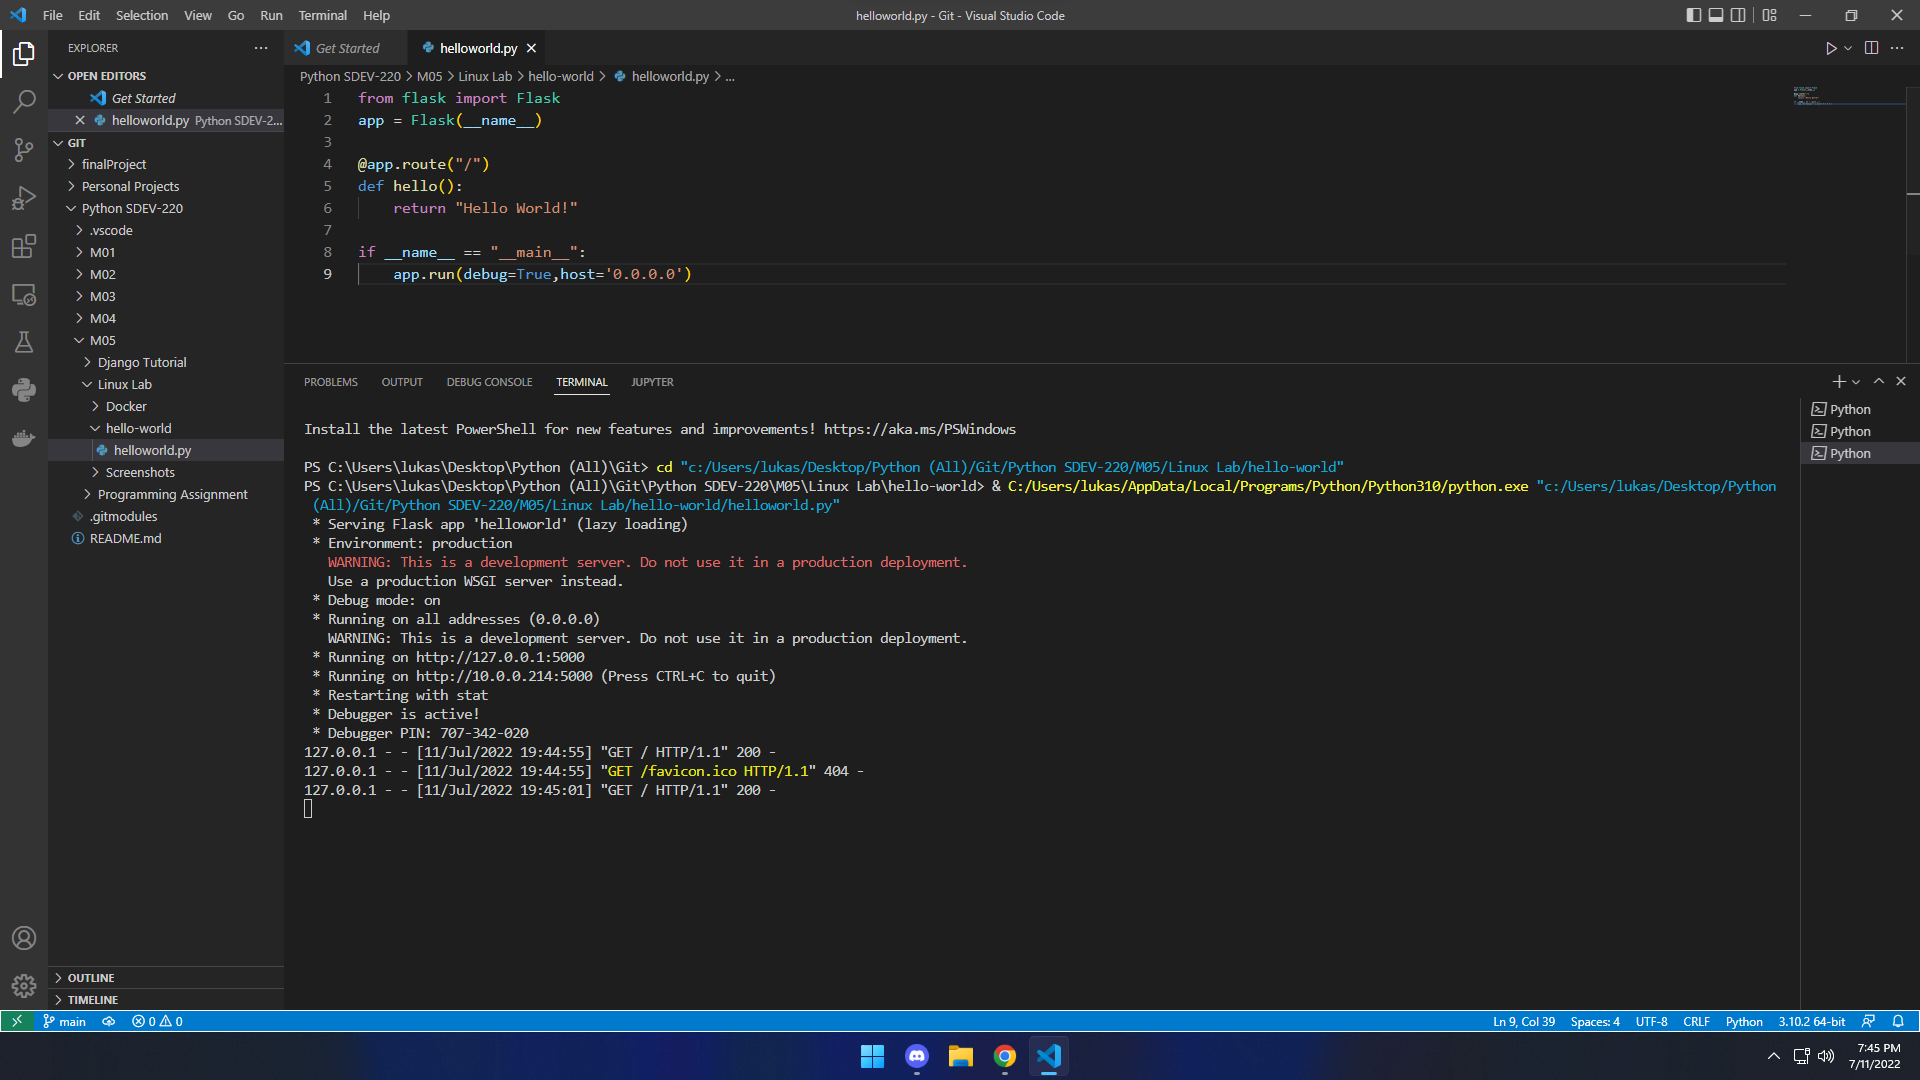 File Edit Selection View Go Run Terminal Help
helloworld.py - Git - Visual Studio Code
EXPLORER
OPEN EDITORS
Get Started
helloworld.py Python SDEV-2...
GIT
finalProject
Personal Projects
Python SDEV-220
.vscode
M01
M02
M03
M04
M05
Django Tutorial
Linux Lab
Docker
hello-world
helloworld.py
Screenshots
Programming Assignment
.gitmodules
README.md
OUTLINE
TIMELINE
Get Started
helloworld.py
Python SDEV-220 > M05 > Linux Lab > hello-world > helloworld.py > ...
1 from flask import Flask
2 app = Flask(__name__)
3
4 @app.route("/")
5 def hello():
6     return "Hello World!"
7
8 if __name__ == "__main__":
9     app.run(debug=True,host='0.0.0.0')
PROBLEMS OUTPUT DEBUG CONSOLE TERMINAL JUPYTER
Install the latest PowerShell for new features and improvements! https://aka.ms/PSWindows
PS C:\Users\lukas\Desktop\Python (All)\Git> cd "c:/Users/lukas/Desktop/Python (All)/Git/Python SDEV-220/M05/Linux Lab/hello-world"
PS C:\Users\lukas\Desktop\Python (All)\Git\Python SDEV-220\M05\Linux Lab\hello-world> & C:/Users/lukas/AppData/Local/Programs/Python/Python310/python.exe "c:/Users/lukas/Desktop/Python
(All)/Git/Python SDEV-220/M05/Linux Lab/hello-world/helloworld.py"
* Serving Flask app 'helloworld' (lazy loading)
* Environment: production
WARNING: This is a development server. Do not use it in a production deployment.
Use a production WSGI server instead.
* Debug mode: on
* Running on all addresses (0.0.0.0)
WARNING: This is a development server. Do not use it in a production deployment.
* Running on http://127.0.0.1:5000
* Running on http://10.0.0.214:5000 (Press CTRL+C to quit)
* Restarting with stat
* Debugger is active!
* Debugger PIN: 707-342-020
127.0.0.1 - - [11/Jul/2022 19:44:55] "GET / HTTP/1.1" 200 -
127.0.0.1 - - [11/Jul/2022 19:44:55] "GET /favicon.ico HTTP/1.1" 404 -
127.0.0.1 - - [11/Jul/2022 19:45:01] "GET / HTTP/1.1" 200 -
Python
Python
Python
main 0 0
Ln 9, Col 39 Spaces: 4 UTF-8 CRLF Python 3.10.2 64-bit
7:45 PM
7/11/2022